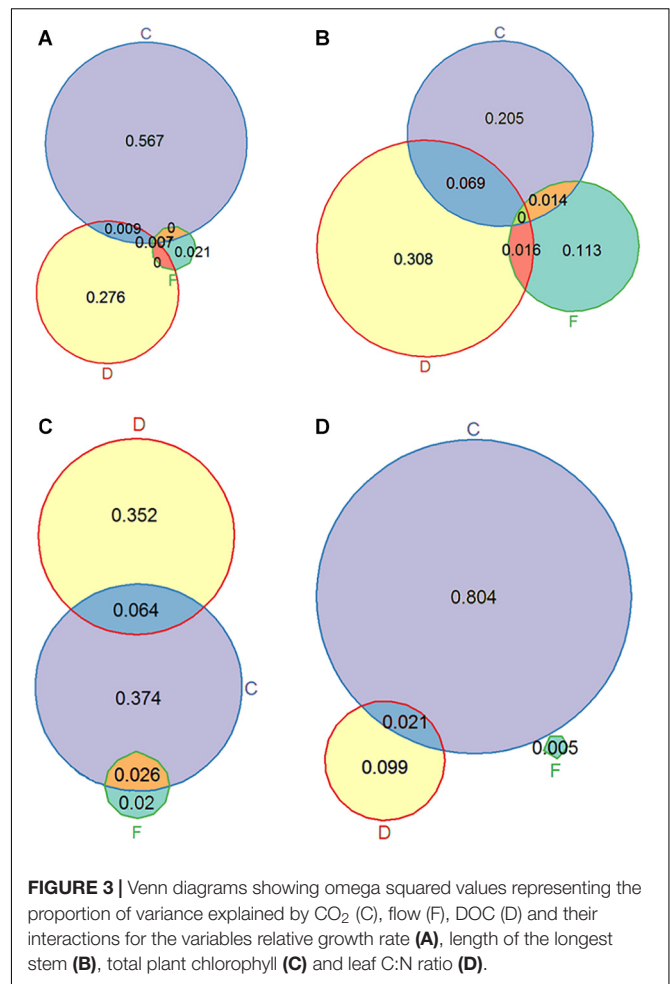 A
C
0.567
0.009
0
0.007
0.021
0
F
0.276
D
B
C
0.205
0.069
0.014
0
0.308
0.016
0.113
F
D
C
D
0.352
0.064
0.374
C
0.026
0.02
F
D
C
0.804
0.021
0.005
F
0.099
D
FIGURE 3 | Venn diagrams showing omega squared values representing the
proportion of variance explained by CO₂ (C), flow (F), DOC (D) and their
interactions for the variables relative growth rate (A), length of the longest
stem (B), total plant chlorophyll (C) and leaf C:N ratio (D).